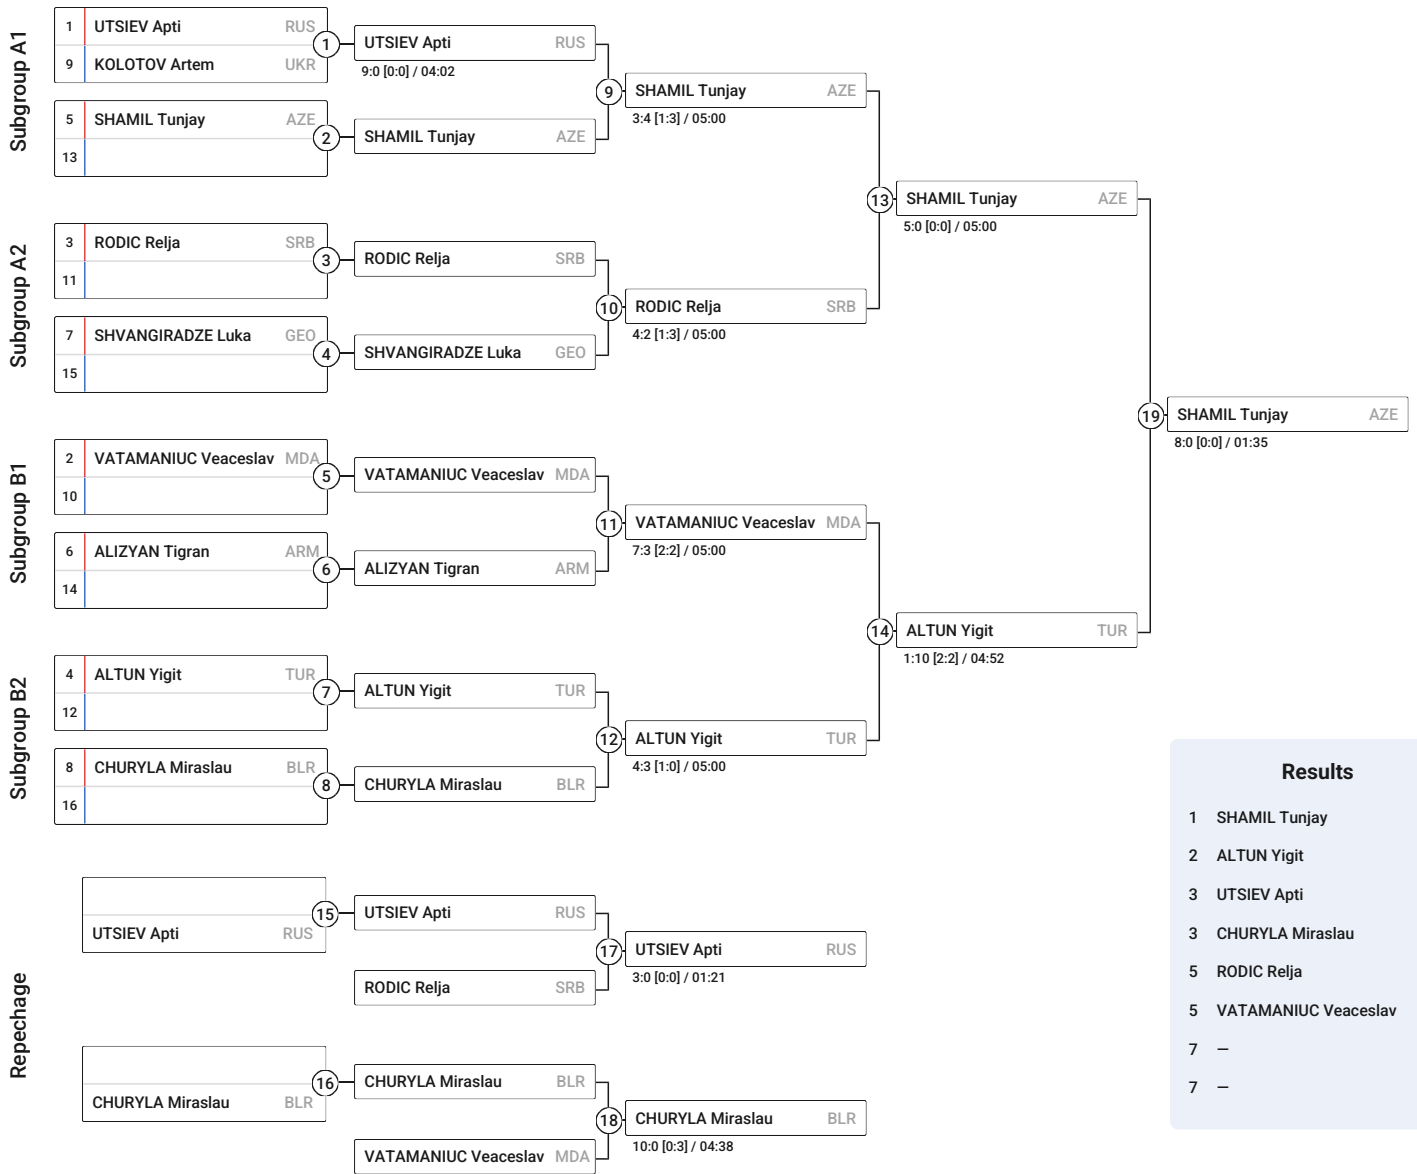 Subgroup A1
1 UTSIEV Apti RUS
9 KOLOTOV Artem UKR
1
UTSIEV Apti RUS
9:0 [0:0] / 04:02
5 SHAMIL Tunjay AZE
13
2
SHAMIL Tunjay AZE
9
SHAMIL Tunjay AZE
3:4 [1:3] / 05:00
Subgroup A2
3 RODIC Relja SRB
11
3
RODIC Relja SRB
7 SHVANGIRADZE Luka GEO
15
4
SHVANGIRADZE Luka GEO
10
RODIC Relja SRB
4:2 [1:3] / 05:00
13
SHAMIL Tunjay AZE
5:0 [0:0] / 05:00
Subgroup B1
2 VATAMANIUC Veaceslav MDA
10
5
VATAMANIUC Veaceslav MDA
6 ALIZYAN Tigran ARM
14
6
ALIZYAN Tigran ARM
11
VATAMANIUC Veaceslav MDA
7:3 [2:2] / 05:00
Subgroup B2
4 ALTUN Yigit TUR
12
7
ALTUN Yigit TUR
8 CHURYLA Miraslau BLR
16
8
CHURYLA Miraslau BLR
12
ALTUN Yigit TUR
4:3 [1:0] / 05:00
14
ALTUN Yigit TUR
1:10 [2:2] / 04:52
19
SHAMIL Tunjay AZE
8:0 [0:0] / 01:35
Repechage
UTSIEV Apti RUS
15
UTSIEV Apti RUS
RODIC Relja SRB
17
UTSIEV Apti RUS
3:0 [0:0] / 01:21
CHURYLA Miraslau BLR
16
CHURYLA Miraslau BLR
VATAMANIUC Veaceslav MDA
18
CHURYLA Miraslau BLR
10:0 [0:3] / 04:38
Results
1 SHAMIL Tunjay
2 ALTUN Yigit
3 UTSIEV Apti
3 CHURYLA Miraslau
5 RODIC Relja
5 VATAMANIUC Veaceslav
7 —
7 —